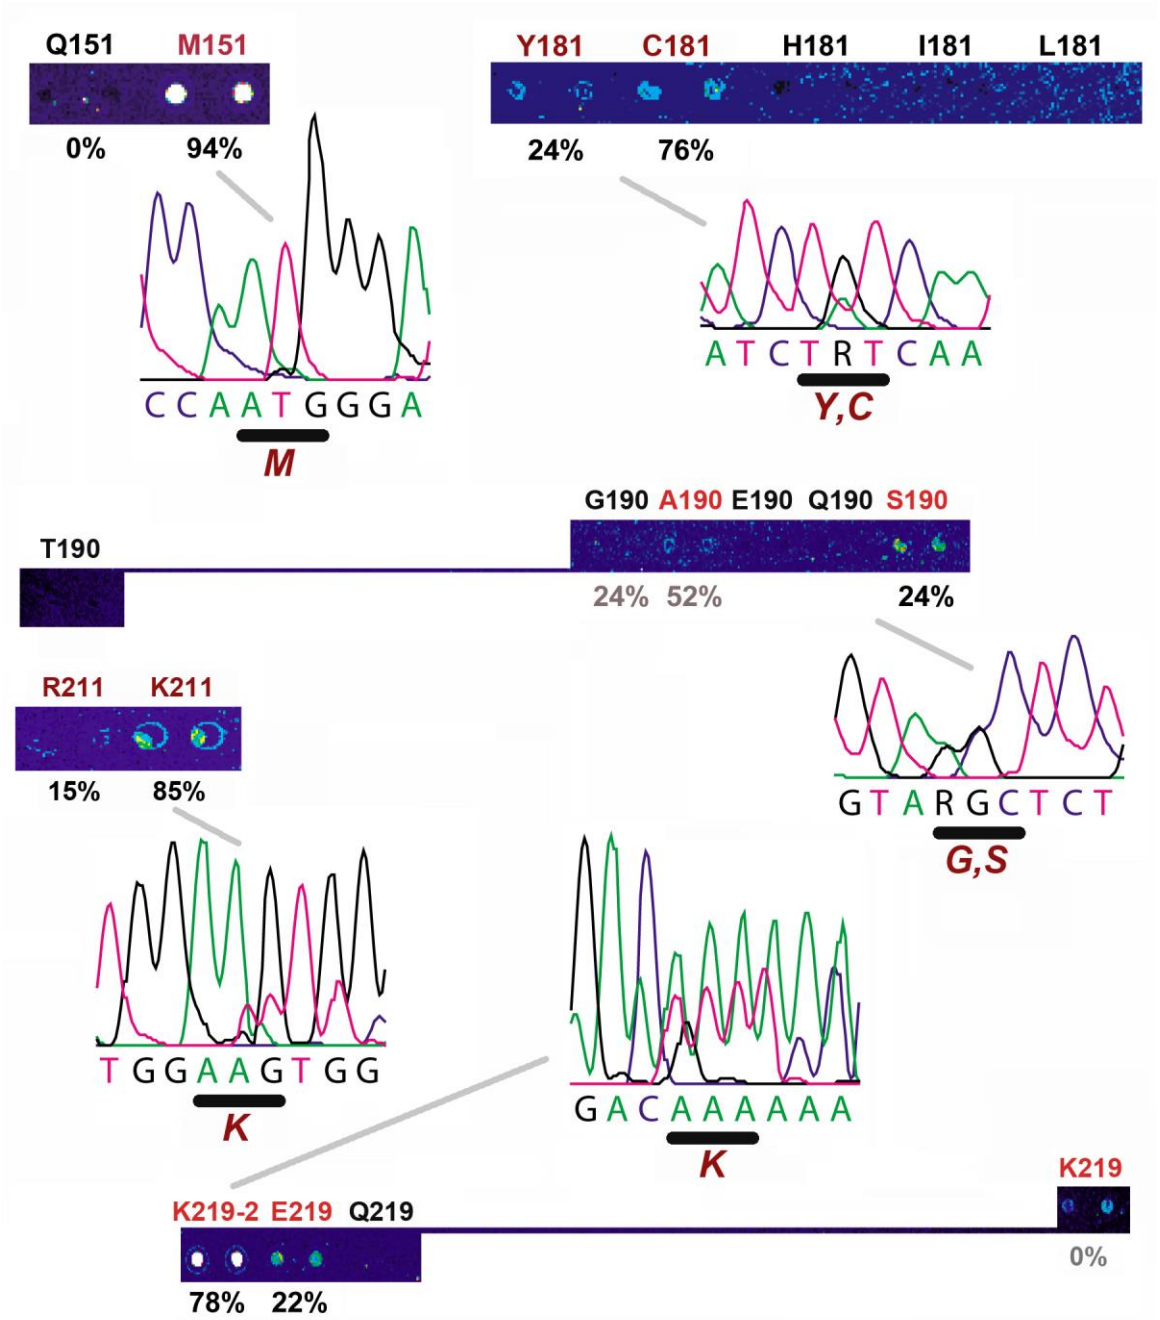 Q151 M151
0% 94%
C C A A T G G G A
M
Y181 C181 H181 I181 L181
24% 76%
A T C T R T C A A
Y,C
G190 A190 E190 Q190 S190
T190
24% 52% 24%
G T A R G C T C T
G,S
R211 K211
15% 85%
T G G A A G T G G
K
G A C A A A A A A
K
K219-2 E219 Q219
78% 22%
K219
0%